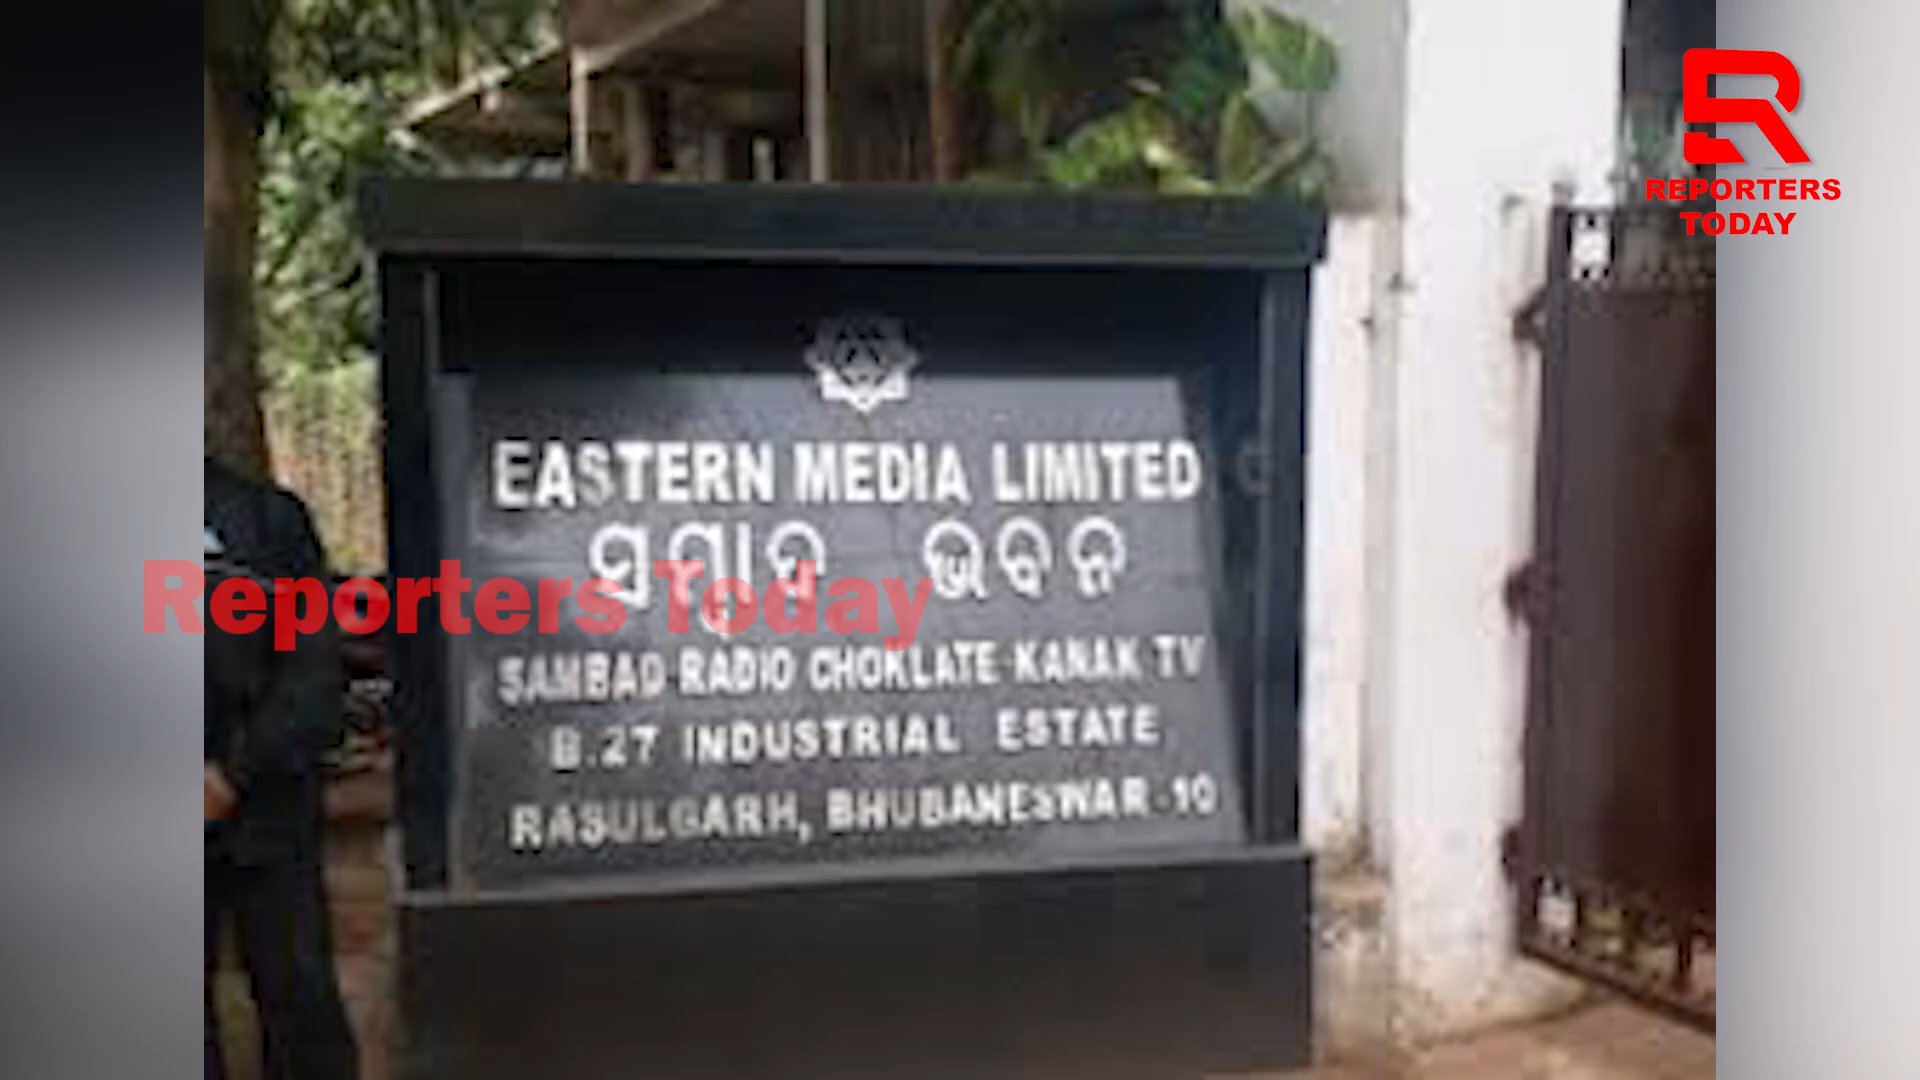 REPORTERS
TODAY
EASTERN MEDIA LIMITED
ସମ୍ବାଦ ଭବନ
Reporters Today
SAMBAD RADIO CHOKLATE KANAK TV
B.27 INDUSTRIAL ESTATE
RASULGARH, BHUBANESWAR-10